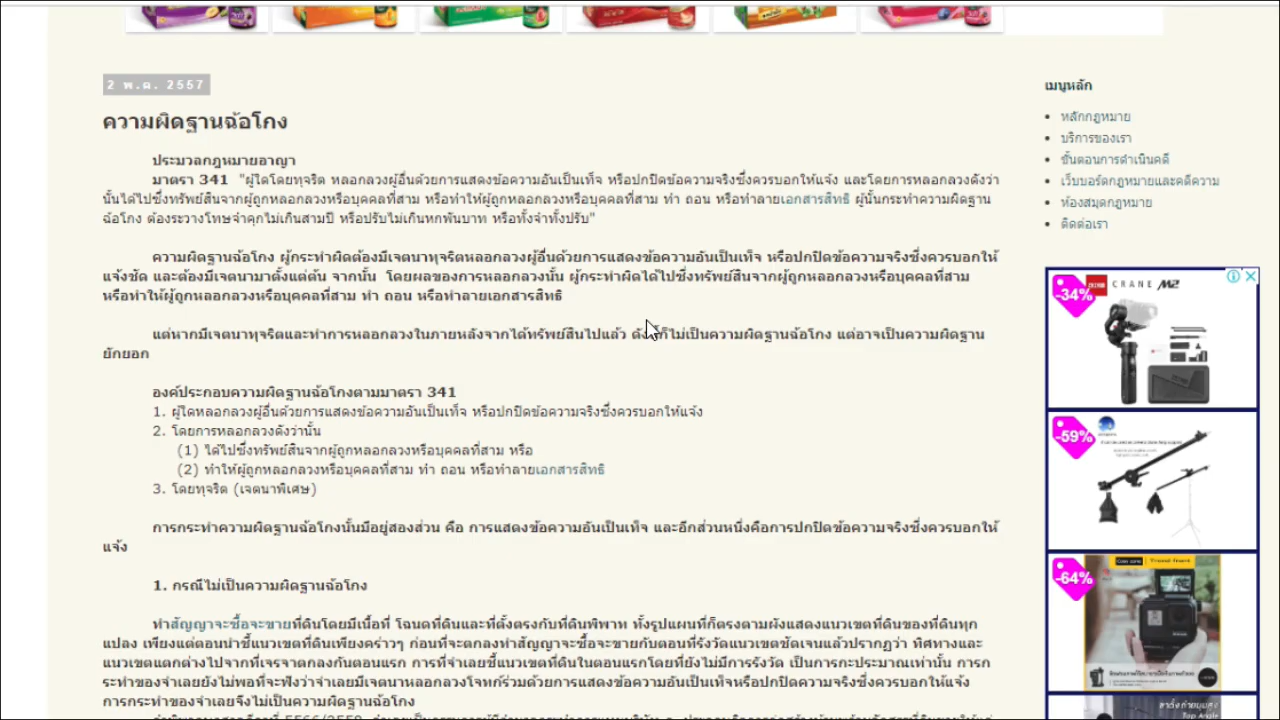 2 พ.ค. 2557
ความผิดฐานฉ้อโกง
ประมวลกฎหมายอาญา
มาตรา 341 "ผู้ใดโดยทุจริต หลอกลวงผู้อื่นด้วยการแสดงข้อความอันเป็นเท็จ หรือปกปิดข้อความจริงซึ่งควรบอกให้แจ้ง และโดยการหลอกลวงดังว่า
นั้นได้ไปซึ่งทรัพย์สินจากผู้ถูกหลอกลวงหรือบุคคลที่สาม หรือทำให้ผู้ถูกหลอกลวงหรือบุคคลที่สาม ทำ ถอน หรือทำลายเอกสารสิทธิ ผู้นั้นกระทำความผิดฐาน
ฉ้อโกง ต้องระวางโทษจำคุกไม่เกินสามปี หรือปรับไม่เกินหกพันบาท หรือทั้งจำทั้งปรับ"
ความผิดฐานฉ้อโกง ผู้กระทำผิดต้องมีเจตนาทุจริตหลอกลวงผู้อื่นด้วยการแสดงข้อความอันเป็นเท็จ หรือปกปิดข้อความจริงซึ่งควรบอกให้
แจ้งชัด และต้องมีเจตนามาตั้งแต่ต้น จากนั้น โดยผลของการหลอกลวงนั้น ผู้กระทำผิดได้ไปซึ่งทรัพย์สินจากผู้ถูกหลอกลวงหรือบุคคลที่สาม
หรือทำให้ผู้ถูกหลอกลวงหรือบุคคลที่สาม ทำ ถอน หรือทำลายเอกสารสิทธิ
แต่หากมีเจตนาทุจริตและทำการหลอกลวงในภายหลังจากได้ทรัพย์สินไปแล้ว ก็ไม่เป็นความผิดฐานฉ้อโกง แต่อาจเป็นความผิดฐาน
ยักยอก
องค์ประกอบความผิดฐานฉ้อโกงตามมาตรา 341
1. ผู้ใดหลอกลวงผู้อื่นด้วยการแสดงข้อความอันเป็นเท็จ หรือปกปิดข้อความจริงซึ่งควรบอกให้แจ้ง
2. โดยการหลอกลวงดังว่านั้น
(1) ได้ไปซึ่งทรัพย์สินจากผู้ถูกหลอกลวงหรือบุคคลที่สาม หรือ
(2) ทำให้ผู้ถูกหลอกลวงหรือบุคคลที่สาม ทำ ถอน หรือทำลายเอกสารสิทธิ
3. โดยทุจริต (เจตนาพิเศษ)
การกระทำความผิดฐานฉ้อโกงนั้นมีอยู่สองส่วน คือ การแสดงข้อความอันเป็นเท็จ และอีกส่วนหนึ่งคือการปกปิดข้อความจริงซึ่งควรบอกให้
แจ้ง
1. กรณีไม่เป็นความผิดฐานฉ้อโกง
ทำสัญญาจะซื้อจะขายที่ดินโดยมีเนื้อที่ โฉนดที่ดินและที่ตั้งตรงกับที่ดินพิพาท ทั้งรูปแผนที่ก็ตรงตามผังแสดงแนวเขตที่ดินของที่ดินทุก
แปลง เพียงแต่ตอนนำชี้แนวเขตที่ดินเพียงคร่าวๆ ก่อนที่จะตกลงทำสัญญาจะซื้อจะขายกับตอนที่รังวัดแนวเขตชัดเจนแล้วปรากฏว่า ทิศทางและ
แนวเขตแตกต่างไปจากที่เจรจาตกลงกันตอนแรก การที่จำเลยชี้แนวเขตที่ดินในตอนแรกโดยที่ยังไม่มีการรังวัด เป็นการกะประมาณเท่านั้น การก
ระทำของจำเลยยังไม่พอที่จะฟังว่าจำเลยมีเจตนาหลอกลวงโจทก์ร่วมด้วยการแสดงข้อความอันเป็นเท็จหรือปกปิดข้อความจริงซึ่งควรบอกให้แจ้ง
การกระทำของจำเลยจึงไม่เป็นความผิดฐานฉ้อโกง
เมนูหลัก
หลักกฎหมาย
บริการของเรา
ขั้นตอนการดำเนินคดี
เว็บบอร์ดกฎหมายและคดีความ
ห้องสมุดกฎหมาย
ติดต่อเรา
-34%
CRANE M2
-59%
-64%